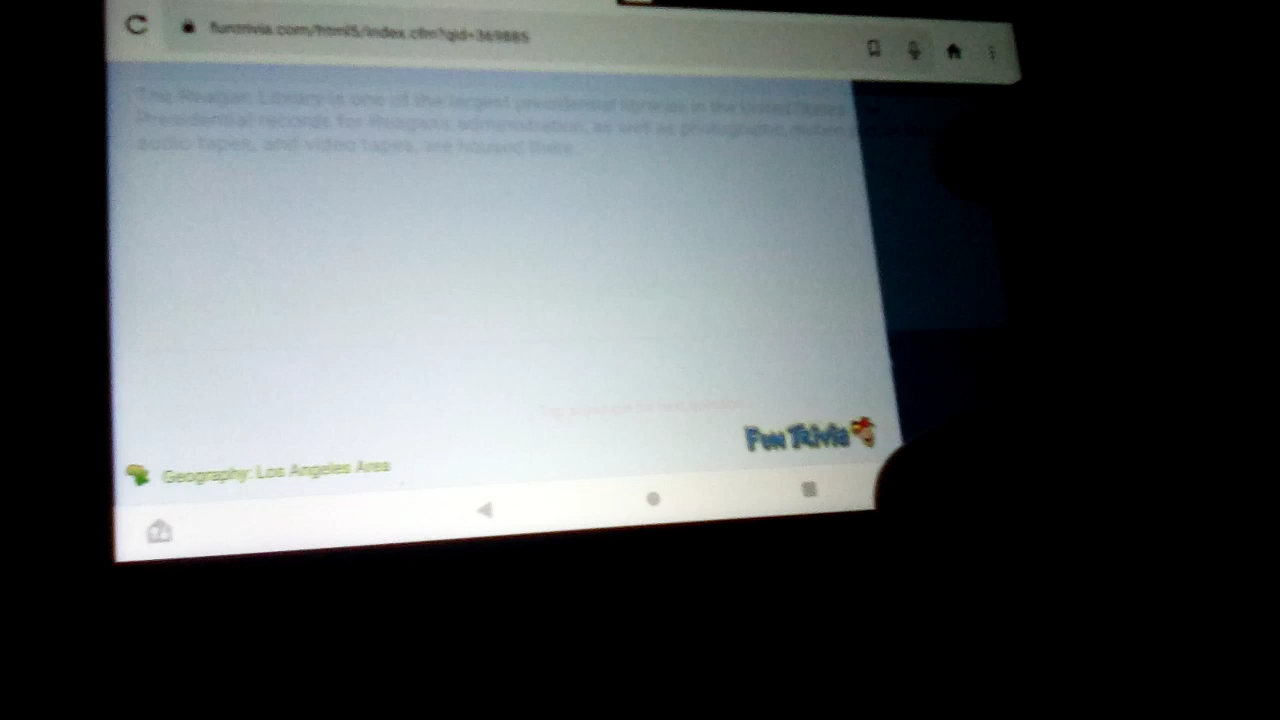 funtrivia.com/html5/index.cfm?qid=369885
The Reagan Library is one of the largest presidential libraries in the United States.
Presidential records for Reagan's administration, as well as photographs,
audio tapes, and video tapes, are housed there.
Fun Trivia
Geography: Los Angeles Area